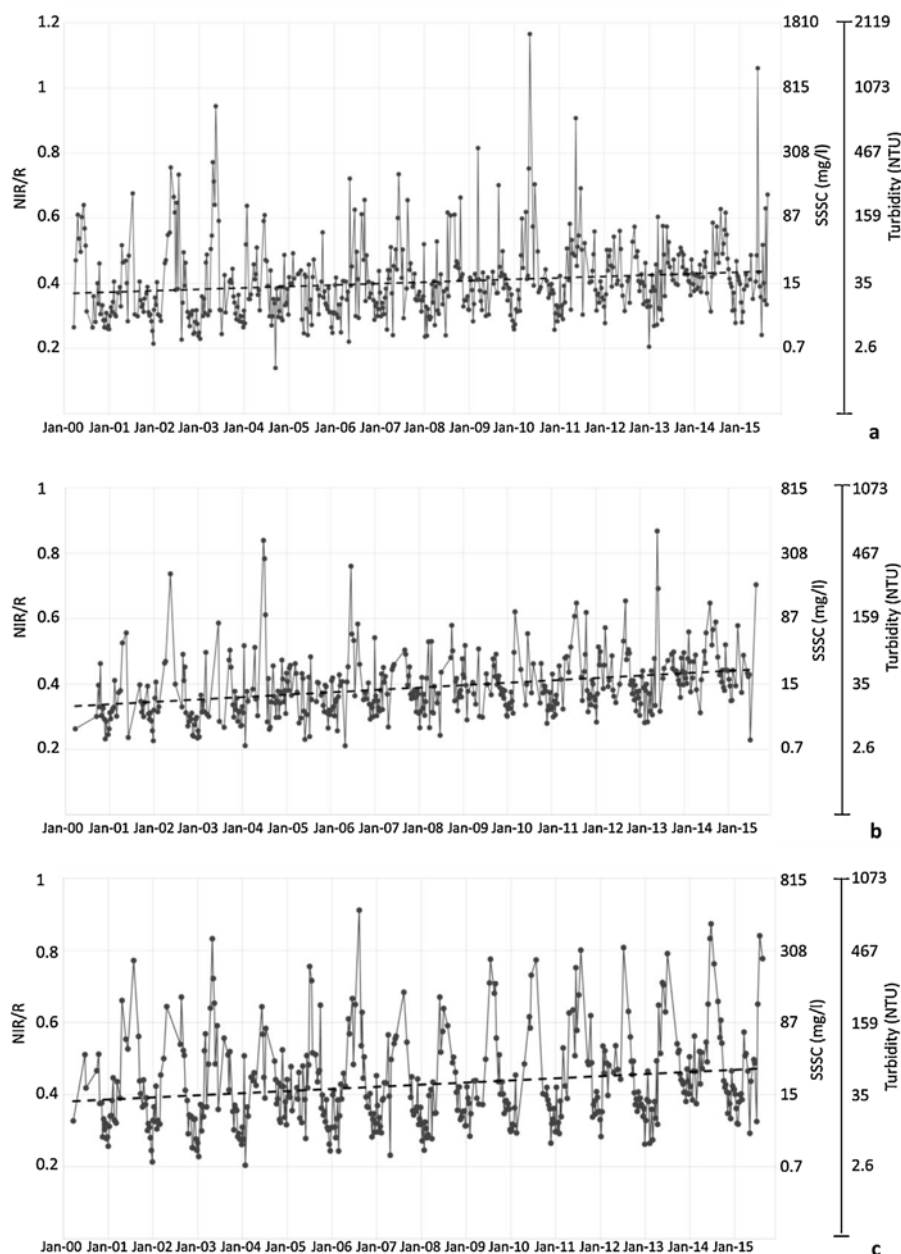 1.2 1810 2119
1 815 1073
0.8 308 467
NIR/R SSSC (mg/l) Turbidity (NTU)
0.6 87 159
0.4 15 35
0.2 0.7 2.6
Jan-00 Jan-01 Jan-02 Jan-03 Jan-04 Jan-05 Jan-06 Jan-07 Jan-08 Jan-09 Jan-10 Jan-11 Jan-12 Jan-13 Jan-14 Jan-15
a
1 815 1073
0.8 308 467
NIR/R SSSC (mg/l) Turbidity (NTU)
0.6 87 159
0.4 15 35
0.2 0.7 2.6
Jan-00 Jan-01 Jan-02 Jan-03 Jan-04 Jan-05 Jan-06 Jan-07 Jan-08 Jan-09 Jan-10 Jan-11 Jan-12 Jan-13 Jan-14 Jan-15
b
1 815 1073
0.8 308 467
NIR/R SSSC (mg/l) Turbidity (NTU)
0.6 87 159
0.4 15 35
0.2 0.7 2.6
Jan-00 Jan-01 Jan-02 Jan-03 Jan-04 Jan-05 Jan-06 Jan-07 Jan-08 Jan-09 Jan-10 Jan-11 Jan-12 Jan-13 Jan-14 Jan-15
c